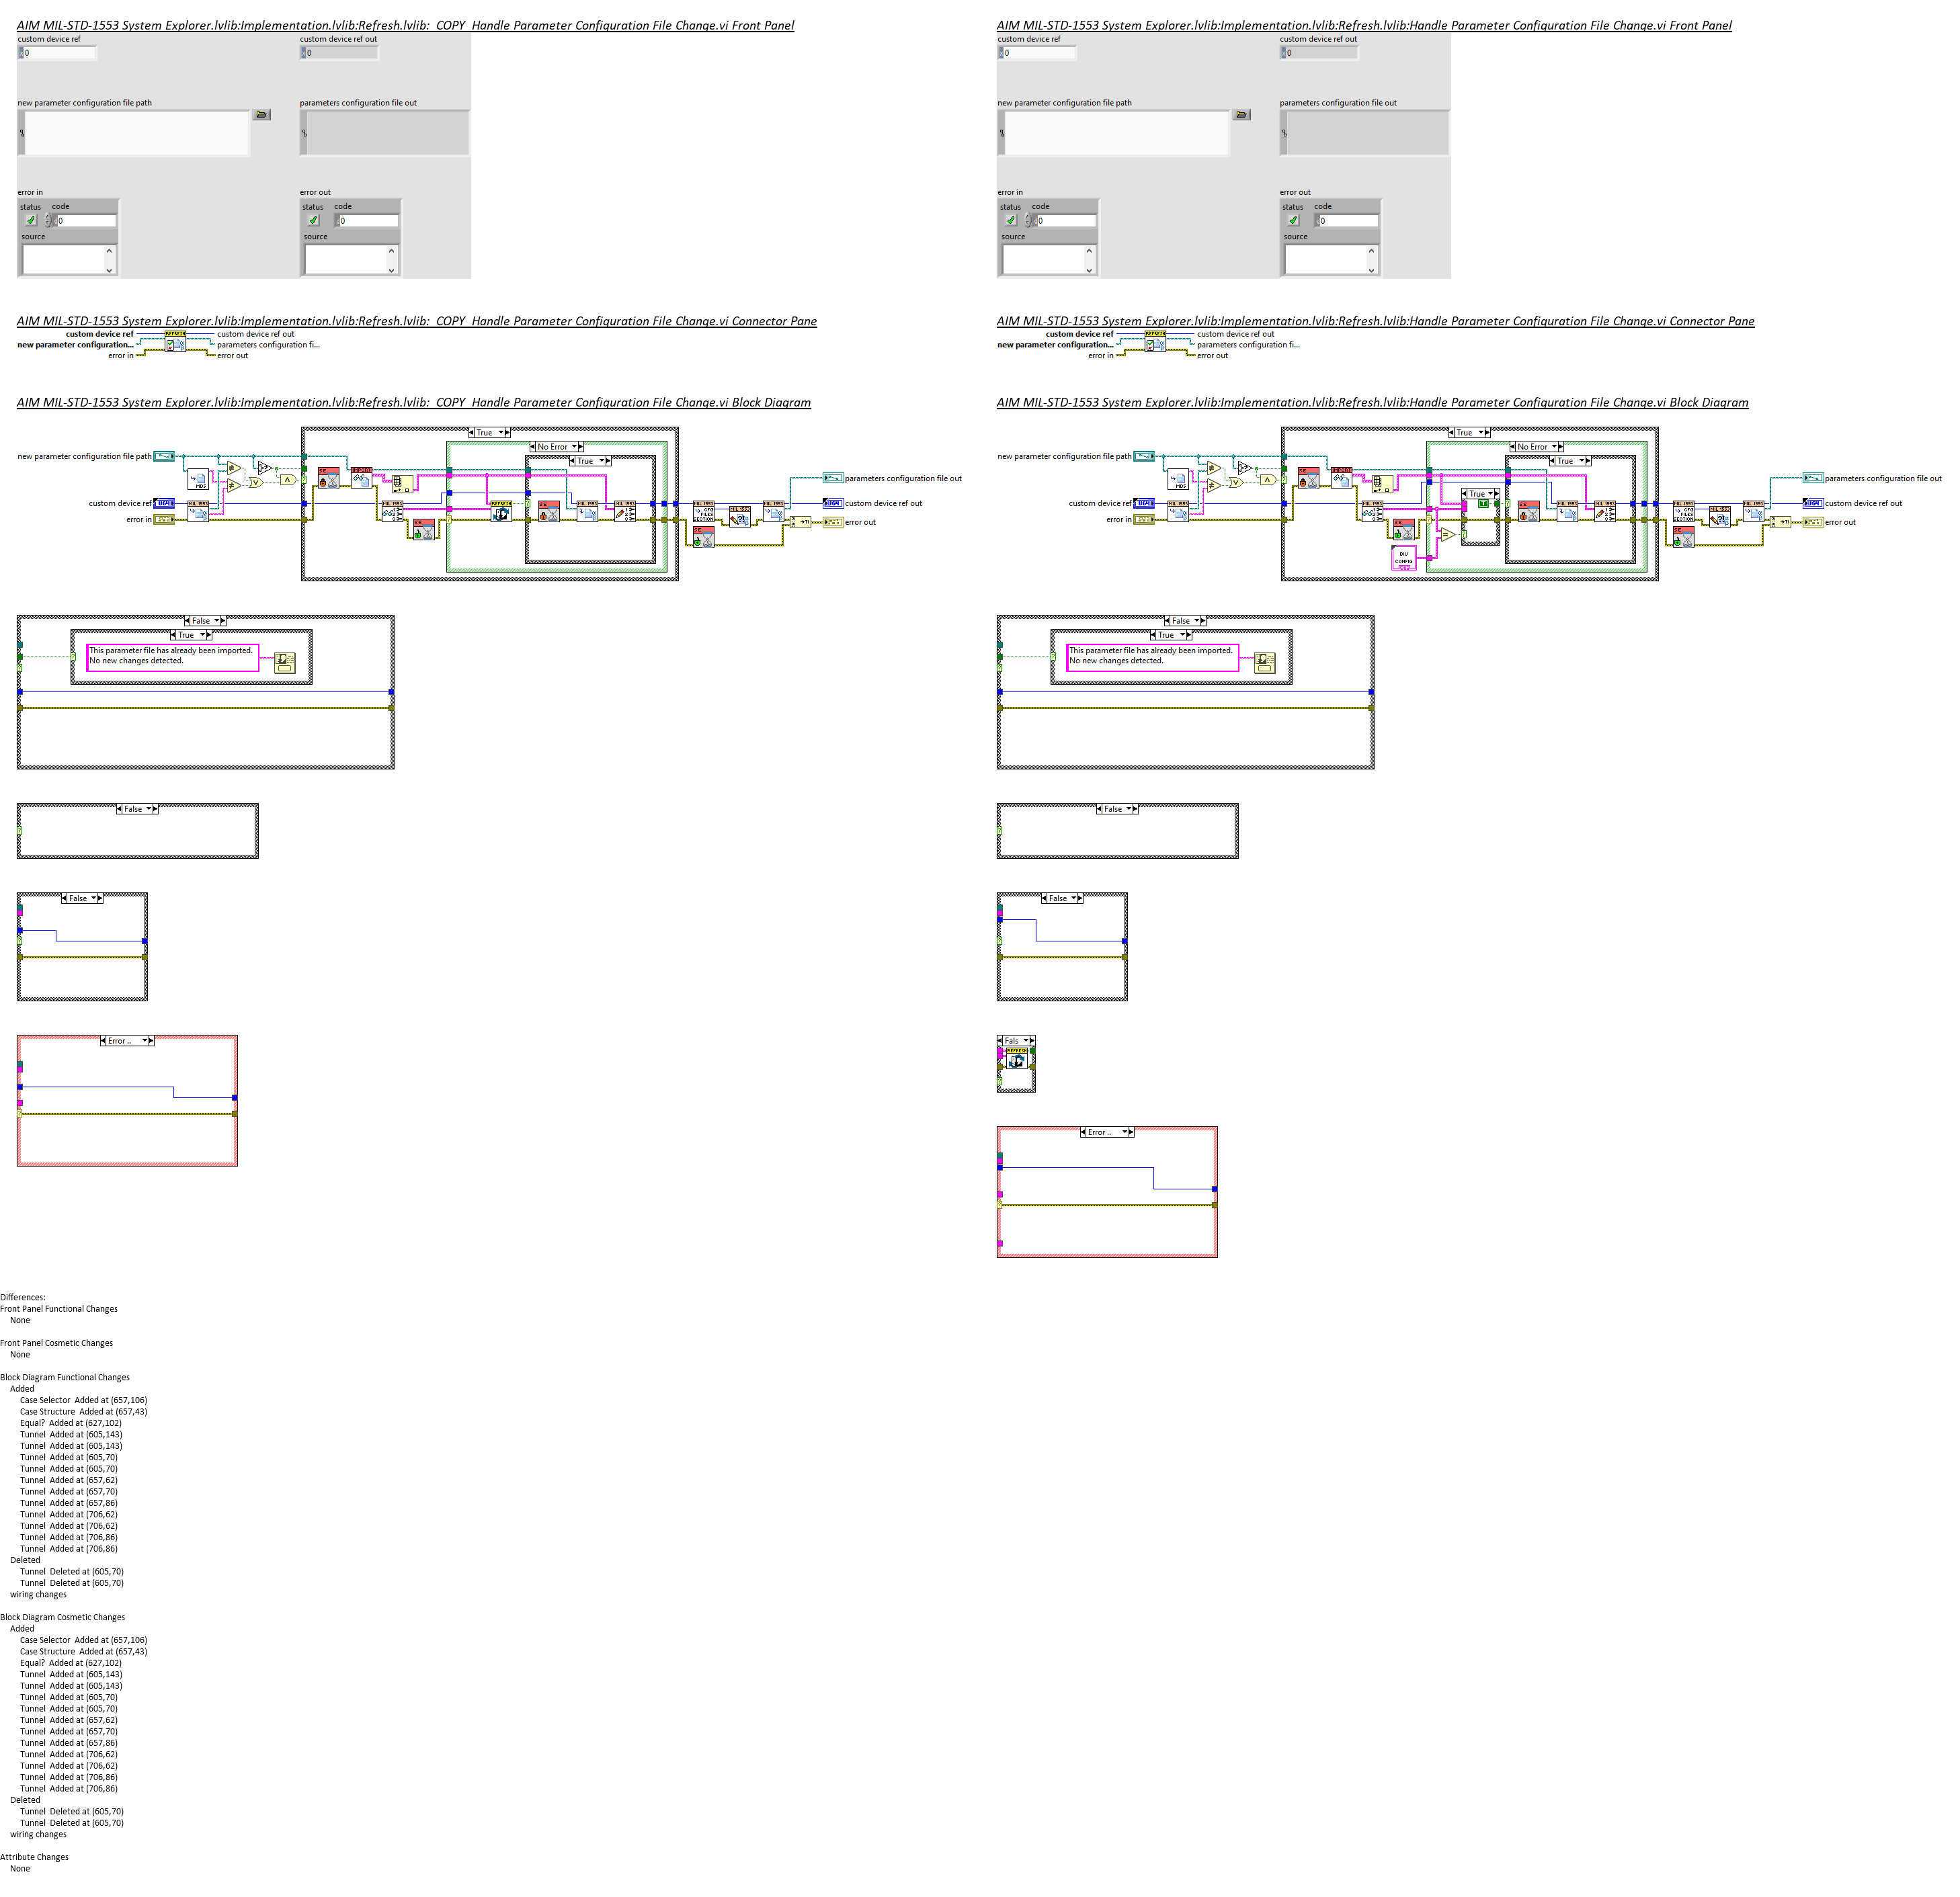 AIM MIL-STD-1553 System Explorer.lvlib:Implementation.lvlib:Refresh.lvlib:_COPY_Handle Parameter Configuration File Change.vi Front Panel
custom device ref
custom device ref out
0
0
new parameter configuration file path
parameters configuration file out
error in
error out
status code
status code
0
0
source
source
AIM MIL-STD-1553 System Explorer.lvlib:Implementation.lvlib:Refresh.lvlib:_COPY_Handle Parameter Configuration File Change.vi Connector Pane
custom device ref
REFRESH
custom device ref out
new parameter configuration...
parameters configuration fi...
error in
error out
AIM MIL-STD-1553 System Explorer.lvlib:Implementation.lvlib:Refresh.lvlib:_COPY_Handle Parameter Configuration File Change.vi Block Diagram
True
No Error
True
new parameter configuration file path
MD5
IMPORT
parameters configuration file out
custom device ref
MIL 1553
REFRESH
CFG FILES SECTION
custom device ref out
error in
error out
False
True
This parameter file has already been imported.
No new changes detected.
False
False
Error ..
AIM MIL-STD-1553 System Explorer.lvlib:Implementation.lvlib:Refresh.lvlib:Handle Parameter Configuration File Change.vi Front Panel
custom device ref
custom device ref out
0
0
new parameter configuration file path
parameters configuration file out
error in
error out
status code
status code
0
0
source
source
AIM MIL-STD-1553 System Explorer.lvlib:Implementation.lvlib:Refresh.lvlib:Handle Parameter Configuration File Change.vi Connector Pane
custom device ref
REFRESH
custom device ref out
new parameter configuration...
parameters configuration fi...
error in
error out
AIM MIL-STD-1553 System Explorer.lvlib:Implementation.lvlib:Refresh.lvlib:Handle Parameter Configuration File Change.vi Block Diagram
True
No Error
True
new parameter configuration file path
MD5
IMPORT
parameters configuration file out
True
custom device ref
MIL 1553
CFG FILES SECTION
custom device ref out
error in
error out
DIU
CONFIG
False
True
This parameter file has already been imported.
No new changes detected.
False
False
Fals
REFRESH
Error ..
Differences:
Front Panel Functional Changes
None
Front Panel Cosmetic Changes
None
Block Diagram Functional Changes
Added
Case Selector Added at (657,106)
Case Structure Added at (657,43)
Equal? Added at (627,102)
Tunnel Added at (605,143)
Tunnel Added at (605,143)
Tunnel Added at (605,70)
Tunnel Added at (605,70)
Tunnel Added at (657,62)
Tunnel Added at (657,70)
Tunnel Added at (657,86)
Tunnel Added at (706,62)
Tunnel Added at (706,62)
Tunnel Added at (706,86)
Tunnel Added at (706,86)
Deleted
Tunnel Deleted at (605,70)
Tunnel Deleted at (605,70)
wiring changes
Block Diagram Cosmetic Changes
Added
Case Selector Added at (657,106)
Case Structure Added at (657,43)
Equal? Added at (627,102)
Tunnel Added at (605,143)
Tunnel Added at (605,143)
Tunnel Added at (605,70)
Tunnel Added at (605,70)
Tunnel Added at (657,62)
Tunnel Added at (657,70)
Tunnel Added at (657,86)
Tunnel Added at (706,62)
Tunnel Added at (706,62)
Tunnel Added at (706,86)
Tunnel Added at (706,86)
Deleted
Tunnel Deleted at (605,70)
Tunnel Deleted at (605,70)
wiring changes
Attribute Changes
None